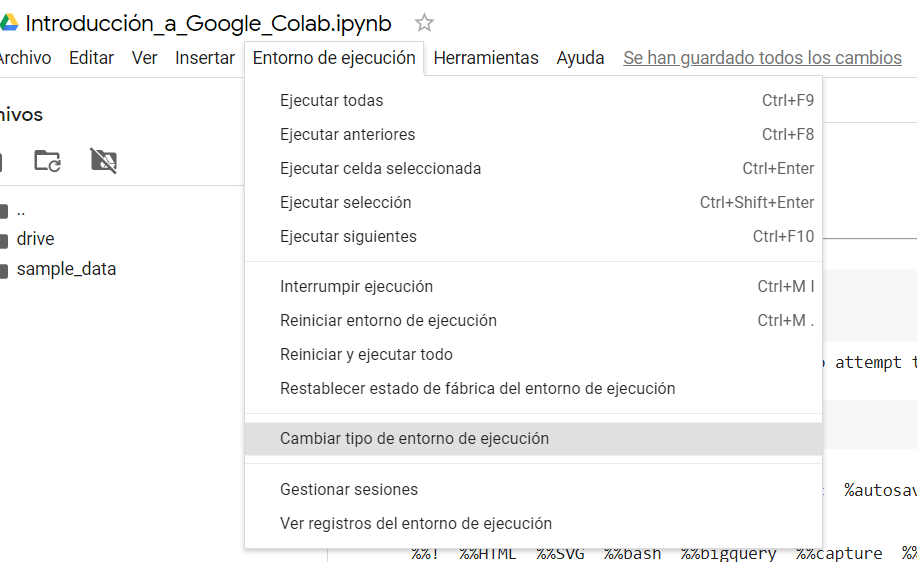 Introducción_a_Google_Colab.ipynb
Archivo Editar Ver Insertar Entorno de ejecución Herramientas Ayuda Se han guardado todos los cambios
Ejecutar todas Ctrl+F9
Ejecutar anteriores Ctrl+F8
Ejecutar celda seleccionada Ctrl+Enter
Ejecutar selección Ctrl+Shift+Enter
Ejecutar siguientes Ctrl+F10
Interrumpir ejecución Ctrl+M I
Reiniciar entorno de ejecución Ctrl+M .
Reiniciar y ejecutar todo
Restablecer estado de fábrica del entorno de ejecución
Cambiar tipo de entorno de ejecución
Gestionar sesiones
Ver registros del entorno de ejecución
ivos
..
drive
sample_data
attempt t
%autosav
%%! %%HTML %%SVG %%bash %%bigquery %%capture %%